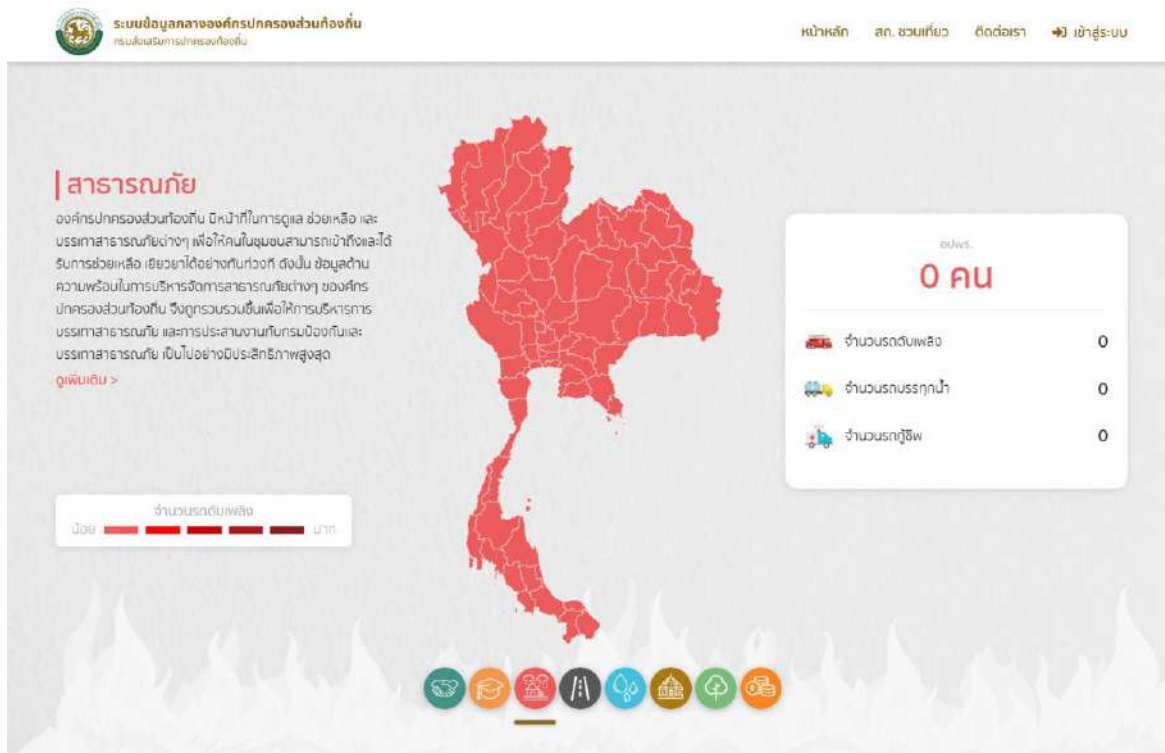 ระบบข้อมูลกลางองค์กรปกครองส่วนท้องถิ่น
กรมส่งเสริมการปกครองท้องถิ่น
หน้าหลัก สถ. ชวนเที่ยว ติดต่อเรา เข้าสู่ระบบ
สาธารณภัย
องค์กรปกครองส่วนท้องถิ่น มีหน้าที่ในการดูแล ช่วยเหลือ และ
บรรเทาสาธารณภัยต่างๆ เพื่อให้คนในชุมชนสามารถเข้าถึงและได้
รับการช่วยเหลือ เยียวยาได้อย่างทันท่วงที ดังนั้น ข้อมูลด้าน
ความพร้อมในการบริหารจัดการสาธารณภัยต่างๆ ขององค์กร
ปกครองส่วนท้องถิ่น จึงถูกรวบรวมขึ้นเพื่อให้การบริหารการ
บรรเทาสาธารณภัย และการประสานงานกับกรมป้องกันและ
บรรเทาสาธารณภัย เป็นไปอย่างมีประสิทธิภาพสูงสุด
ดูเพิ่มเติม >
อปพร.
0 คน
จำนวนรถดับเพลิง 0
จำนวนรถบรรทุกน้ำ 0
จำนวนรถกู้ชีพ 0
จำนวนรถดับเพลิง
น้อย มาก